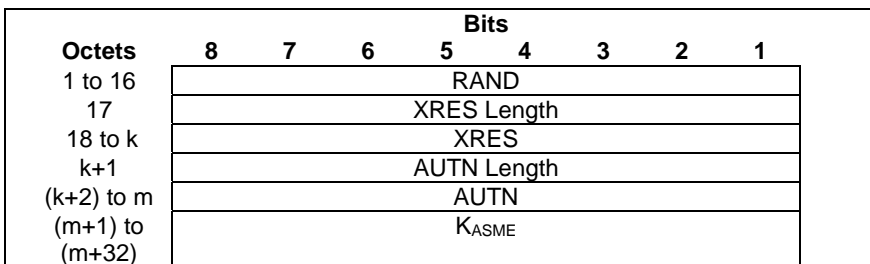 Bits
Octets 8 7 6 5 4 3 2 1
1 to 16 RAND
17 XRES Length
18 to k XRES
k+1 AUTN Length
(k+2) to m AUTN
(m+1) to KASME
(m+32)